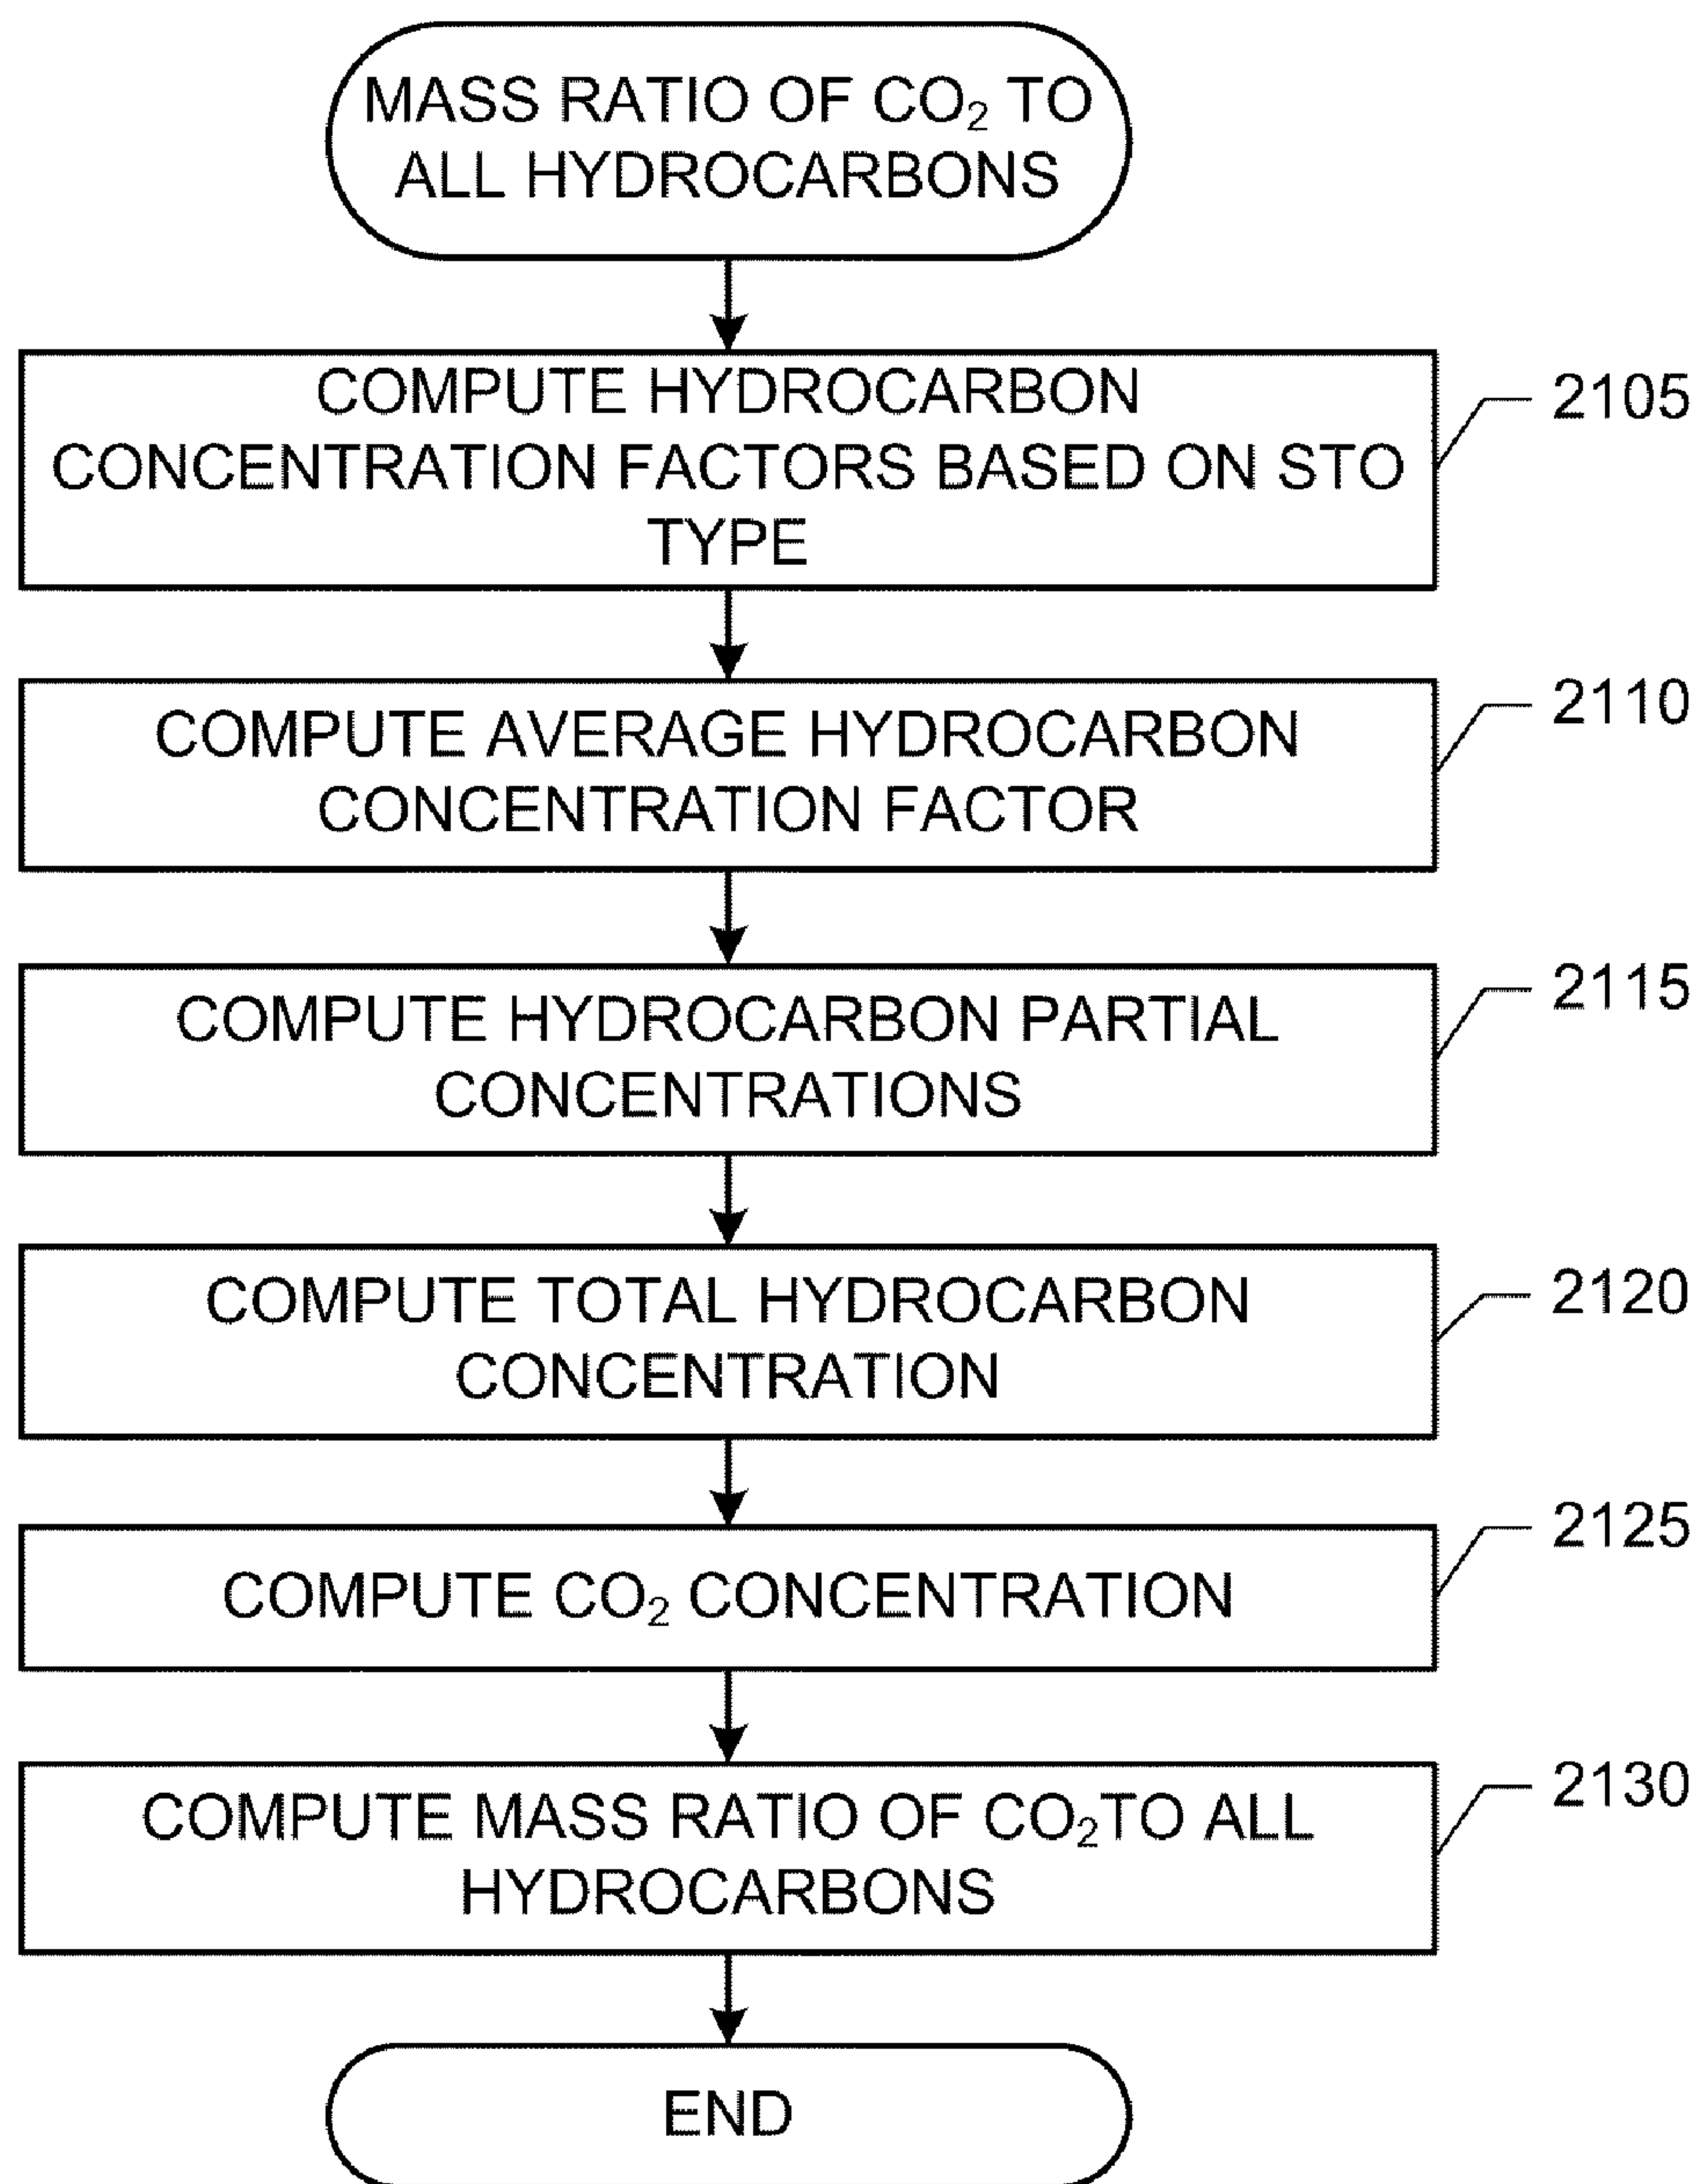 MASS RATIO OF CO₂ TO
ALL HYDROCARBONS
COMPUTE HYDROCARBON
CONCENTRATION FACTORS BASED ON STO
TYPE
2105
COMPUTE AVERAGE HYDROCARBON
CONCENTRATION FACTOR
2110
COMPUTE HYDROCARBON PARTIAL
CONCENTRATIONS
2115
COMPUTE TOTAL HYDROCARBON
CONCENTRATION
2120
COMPUTE CO₂ CONCENTRATION
2125
COMPUTE MASS RATIO OF CO₂TO ALL
HYDROCARBONS
2130
END